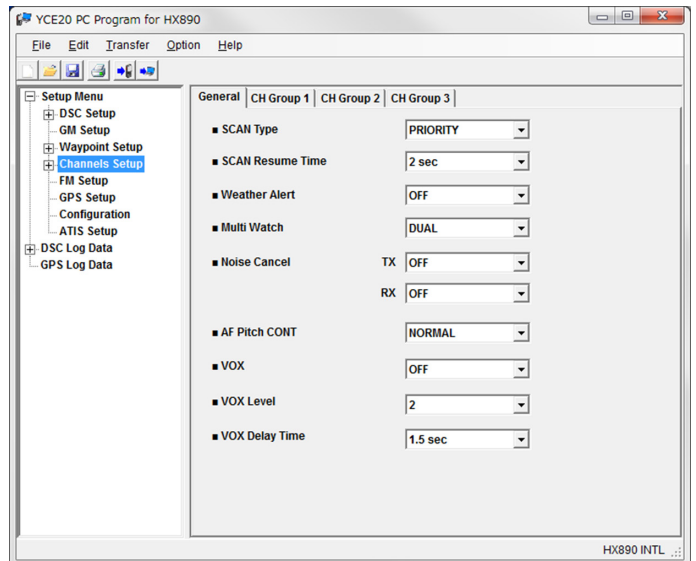 YCE20 PC Program for HX890
File Edit Transfer Option Help
Setup Menu
DSC Setup
GM Setup
Waypoint Setup
Channels Setup
FM Setup
GPS Setup
Configuration
ATIS Setup
DSC Log Data
GPS Log Data
General CH Group 1 CH Group 2 CH Group 3
■ SCAN Type PRIORITY
■ SCAN Resume Time 2 sec
■ Weather Alert OFF
■ Multi Watch DUAL
■ Noise Cancel TX OFF
RX OFF
■ AF Pitch CONT NORMAL
■ VOX OFF
■ VOX Level 2
■ VOX Delay Time 1.5 sec
HX890 INTL